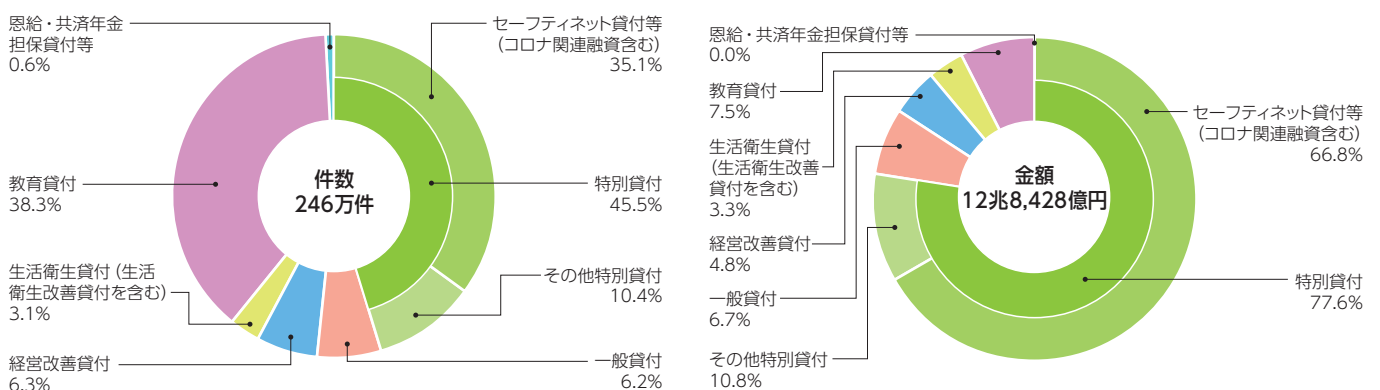 恩給・共済年金
担保貸付等
0.6%
教育貸付
38.3%
生活衛生貸付（生活
衛生改善貸付を含む）
3.1%
経営改善貸付
6.3%
件数
246万件
セーフティネット貸付等
（コロナ関連融資含む）
35.1%
特別貸付
45.5%
その他特別貸付
10.4%
一般貸付
6.2%
恩給・共済年金担保貸付等
0.0%
教育貸付
7.5%
生活衛生貸付
（生活衛生改善
貸付を含む）
3.3%
経営改善貸付
4.8%
一般貸付
6.7%
その他特別貸付
10.8%
金額
12兆8,428億円
セーフティネット貸付等
（コロナ関連融資含む）
66.8%
特別貸付
77.6%